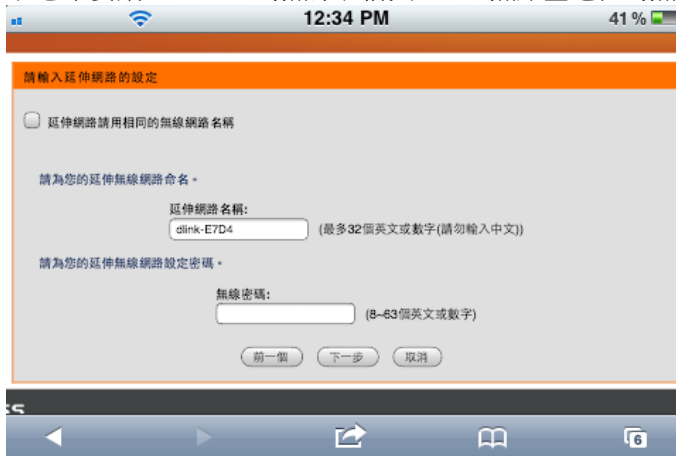 12:34 PM
41 %
請輸入延伸網路的設定
延伸網路請用相同的無線網路名稱
請為您的延伸無線網路命名。
延伸網路名稱:
dlink-E7D4 (最多32個英文或數字(請勿輸入中文))
請為您的延伸無線網路設定密碼。
無線密碼:
(8~63個英文或數字)
前一個 下一步 取消
6